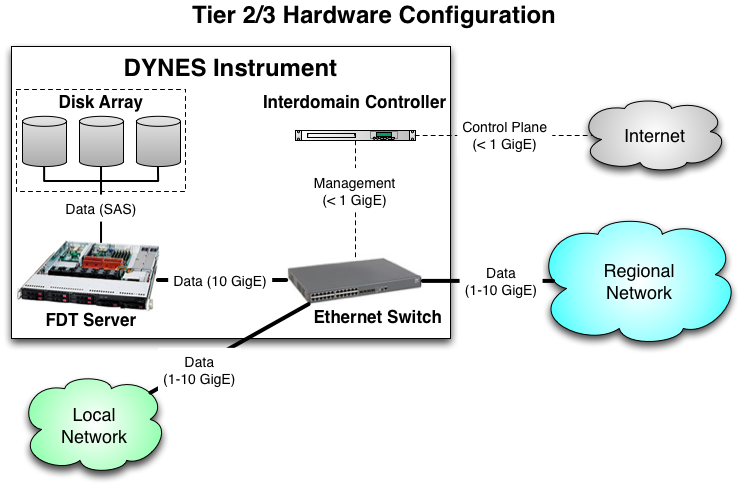 Tier 2/3 Hardware Configuration
DYNES Instrument
Disk Array
Interdomain Controller
Control Plane
(< 1 GigE)
Internet
Management
(< 1 GigE)
Data (SAS)
Data (10 GigE)
Data
(1-10 GigE)
Regional
Network
FDT Server
Ethernet Switch
Data
(1-10 GigE)
Local
Network